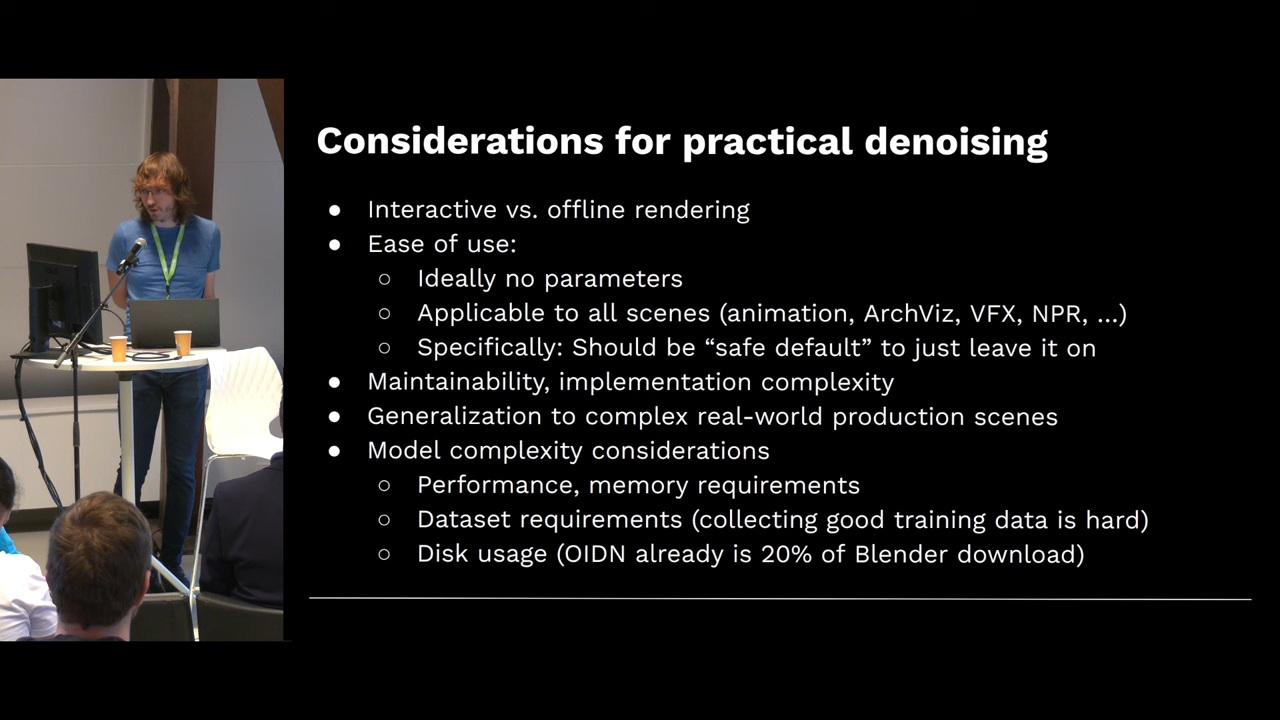 Considerations for practical denoising
● Interactive vs. offline rendering
● Ease of use:
○ Ideally no parameters
○ Applicable to all scenes (animation, ArchViz, VFX, NPR, ...)
○ Specifically: Should be “safe default” to just leave it on
● Maintainability, implementation complexity
● Generalization to complex real-world production scenes
● Model complexity considerations
○ Performance, memory requirements
○ Dataset requirements (collecting good training data is hard)
○ Disk usage (OIDN already is 20% of Blender download)